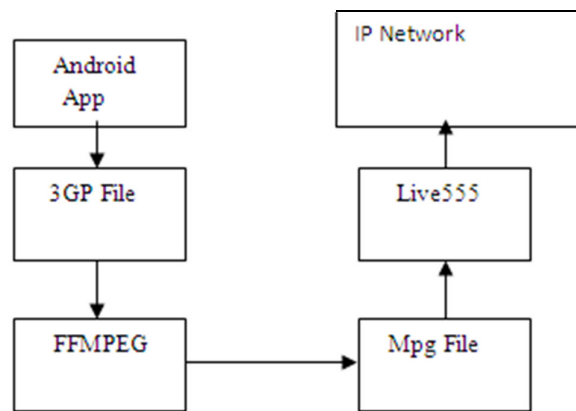 Android
App
3GP File
FFMPEG
Mpg File
Live555
IP Network